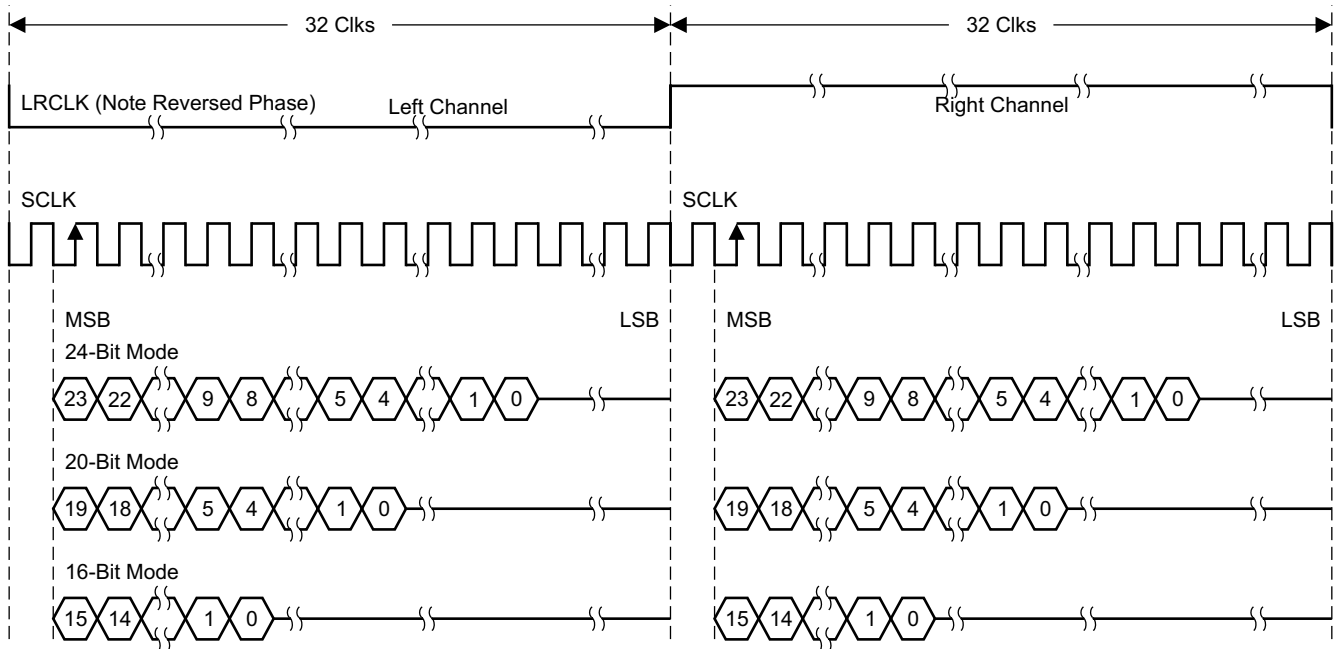 32 Clks 32 Clks
LRCLK (Note Reversed Phase) Left Channel Right Channel
SCLK SCLK
MSB LSB MSB LSB
24-Bit Mode
23 22 9 8 5 4 1 0 23 22 9 8 5 4 1 0
20-Bit Mode
19 18 5 4 1 0 19 18 5 4 1 0
16-Bit Mode
15 14 1 0 15 14 1 0